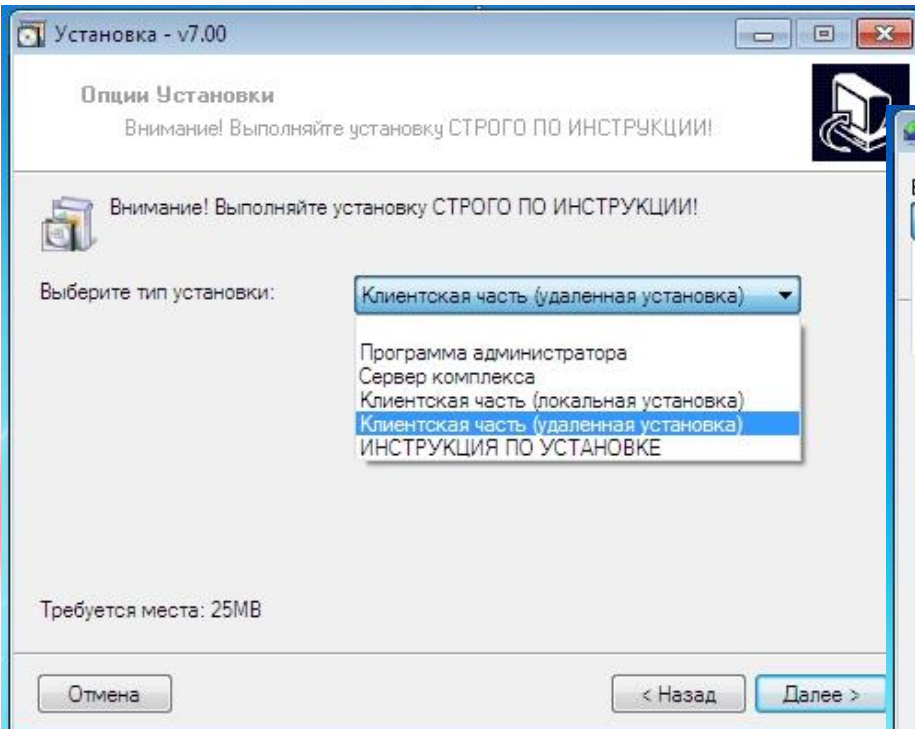 Установка - v7.00
Опции Установки
Внимание! Выполняйте установку СТРОГО ПО ИНСТРУКЦИИ!
Внимание! Выполняйте установку СТРОГО ПО ИНСТРУКЦИИ!
Выберите тип установки:
Клиентская часть (удаленная установка)
Программа администратора
Сервер комплекса
Клиентская часть (локальная установка)
Клиентская часть (удаленная установка)
ИНСТРУКЦИЯ ПО УСТАНОВКЕ
Требуется места: 25MB
Отмена
< Назад
Далее >